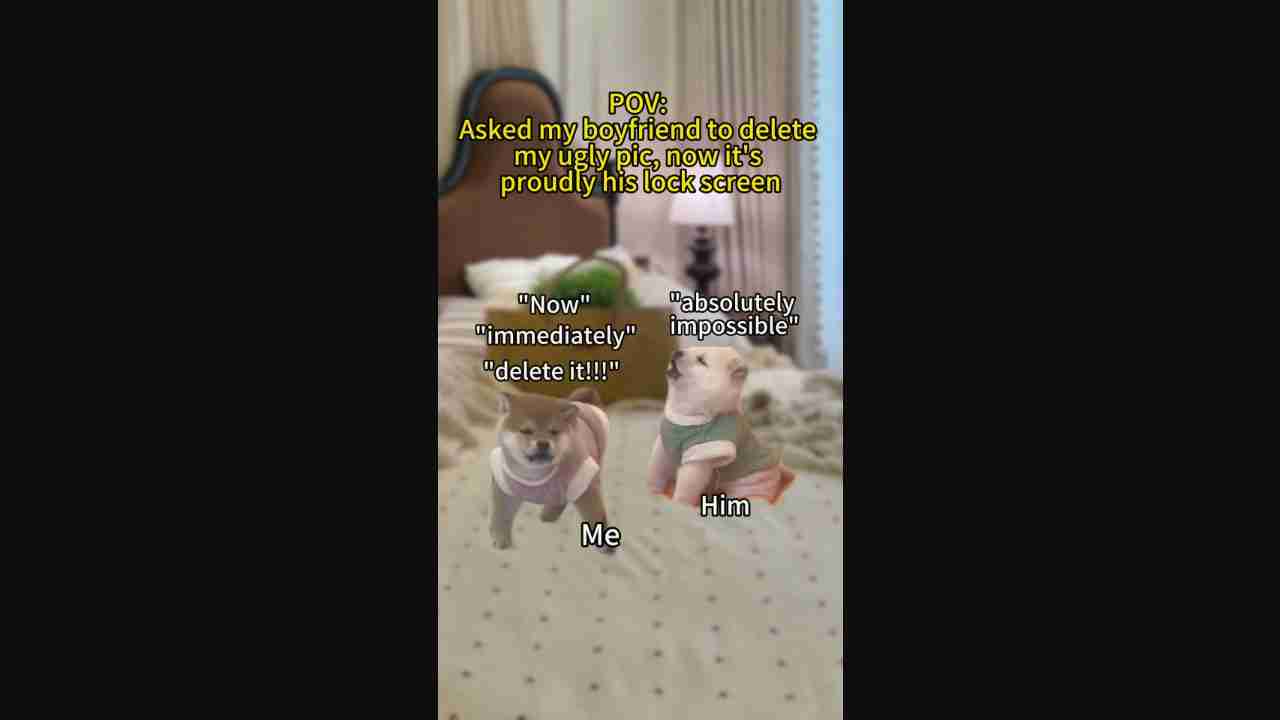 POV:
Asked my boyfriend to delete
my ugly pic, now it's
proudly his lock screen
"Now"
"immediately"
"delete it!!!"
"absolutely
impossible"
Him
Me